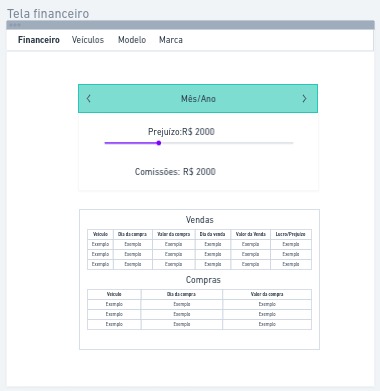 Tela financeiro
Financeiro Veículos Modelo Marca
Mês/Ano
Prejuízo:R$ 2000
Comissões: R$ 2000
Vendas
Veículo Dia da compra Valor da compra Dia da venda Valor da Venda Lucro/Prejuízo
Exemplo Exemplo Exemplo Exemplo Exemplo Exemplo
Exemplo Exemplo Exemplo Exemplo Exemplo Exemplo
Exemplo Exemplo Exemplo Exemplo Exemplo Exemplo
Compras
Veículo Dia da compra Valor da compra
Exemplo Exemplo Exemplo
Exemplo Exemplo Exemplo
Exemplo Exemplo Exemplo